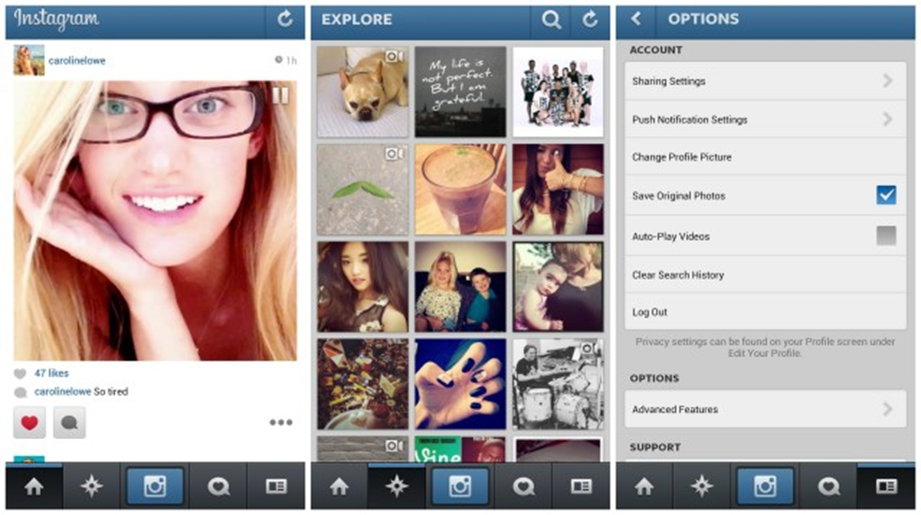 Instagram
carolinelowe
1h
47 likes
carolinelowe So tired
EXPLORE
My life is
not perfect.
But I am
grateful.
OPTIONS
ACCOUNT
Sharing Settings
Push Notification Settings
Change Profile Picture
Save Original Photos
Auto-Play Videos
Clear Search History
Log Out
Privacy settings can be found on your Profile screen under
Edit Your Profile.
OPTIONS
Advanced Features
SUPPORT